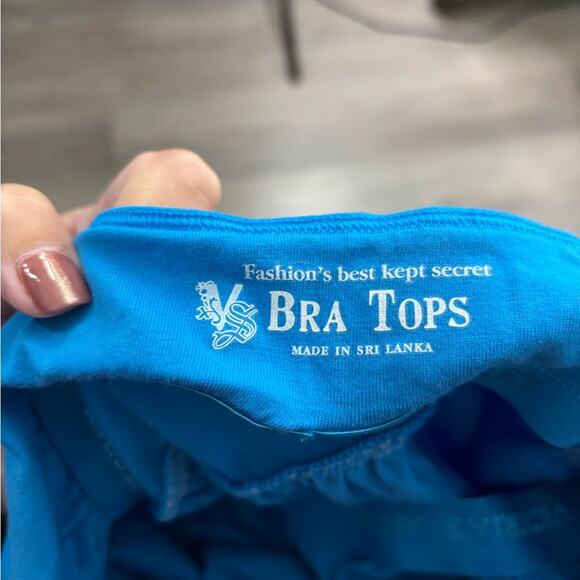 Fashion's best kept secret
VS BRA TOPS
MADE IN SRI LANKA